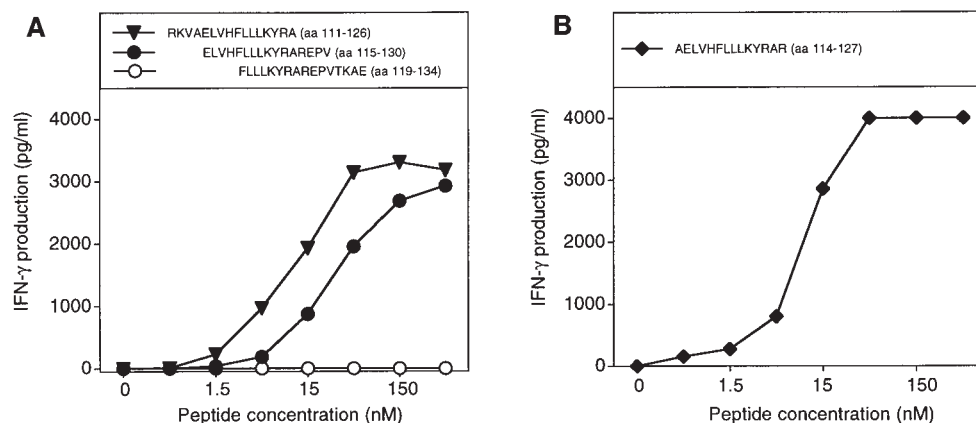 A
RKVAELVHFLLLKYRA (aa 111-126)
ELVHFLLLKYRAREPV (aa 115-130)
FLLLKYRAREPVTKAE (aa 119-134)
IFN-γ production (pg/ml)
4000
3000
2000
1000
0
0 1.5 15 150
Peptide concentration (nM)
B
AELVHFLLLKYRAR (aa 114-127)
IFN-γ production (pg/ml)
4000
3000
2000
1000
0
0 1.5 15 150
Peptide concentration (nM)